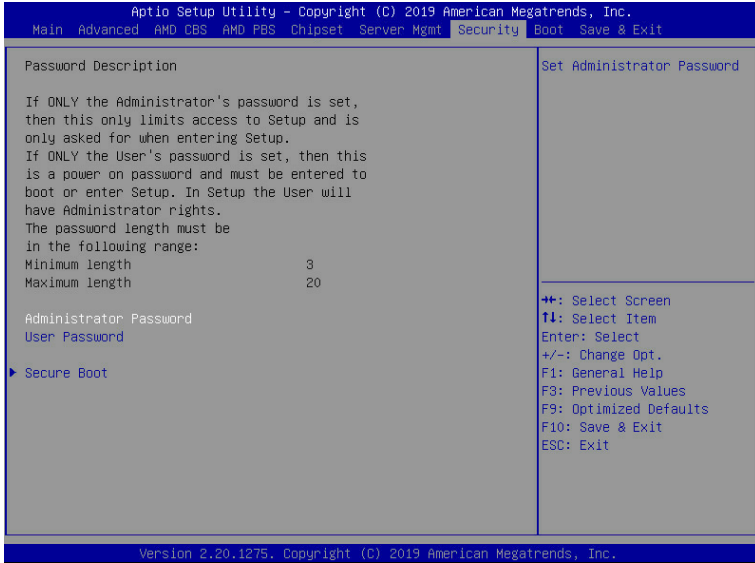 Aptio Setup Utility – Copyright (C) 2019 American Megatrends, Inc.
Main Advanced AMD CBS AMD PBS Chipset Server Mgmt Security Boot Save & Exit
Password Description
If ONLY the Administrator's password is set,
then this only limits access to Setup and is
only asked for when entering Setup.
If ONLY the User's password is set, then this
is a power on password and must be entered to
boot or enter Setup. In Setup the User will
have Administrator rights.
The password length must be
in the following range:
Minimum length 3
Maximum length 20
Administrator Password
User Password
Secure Boot
Set Administrator Password
→←: Select Screen
↑↓: Select Item
Enter: Select
+/-: Change Opt.
F1: General Help
F3: Previous Values
F9: Optimized Defaults
F10: Save & Exit
ESC: Exit
Version 2.20.1275. Copyright (C) 2019 American Megatrends, Inc.